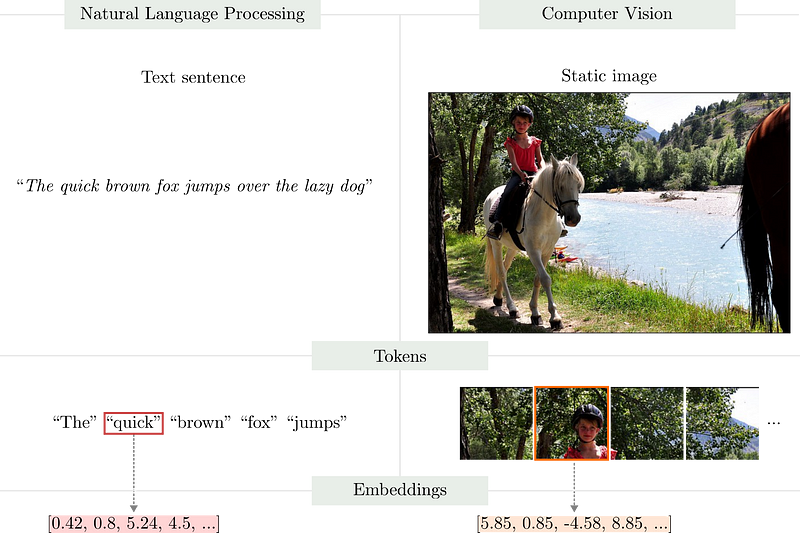 Natural Language Processing
Computer Vision
Text sentence
Static image
“The quick brown fox jumps over the lazy dog”
Tokens
“The” “quick” “brown” “fox” “jumps”
...
Embeddings
[0.42, 0.8, 5.24, 4.5, ...]
[5.85, 0.85, -4.58, 8.85, ...]